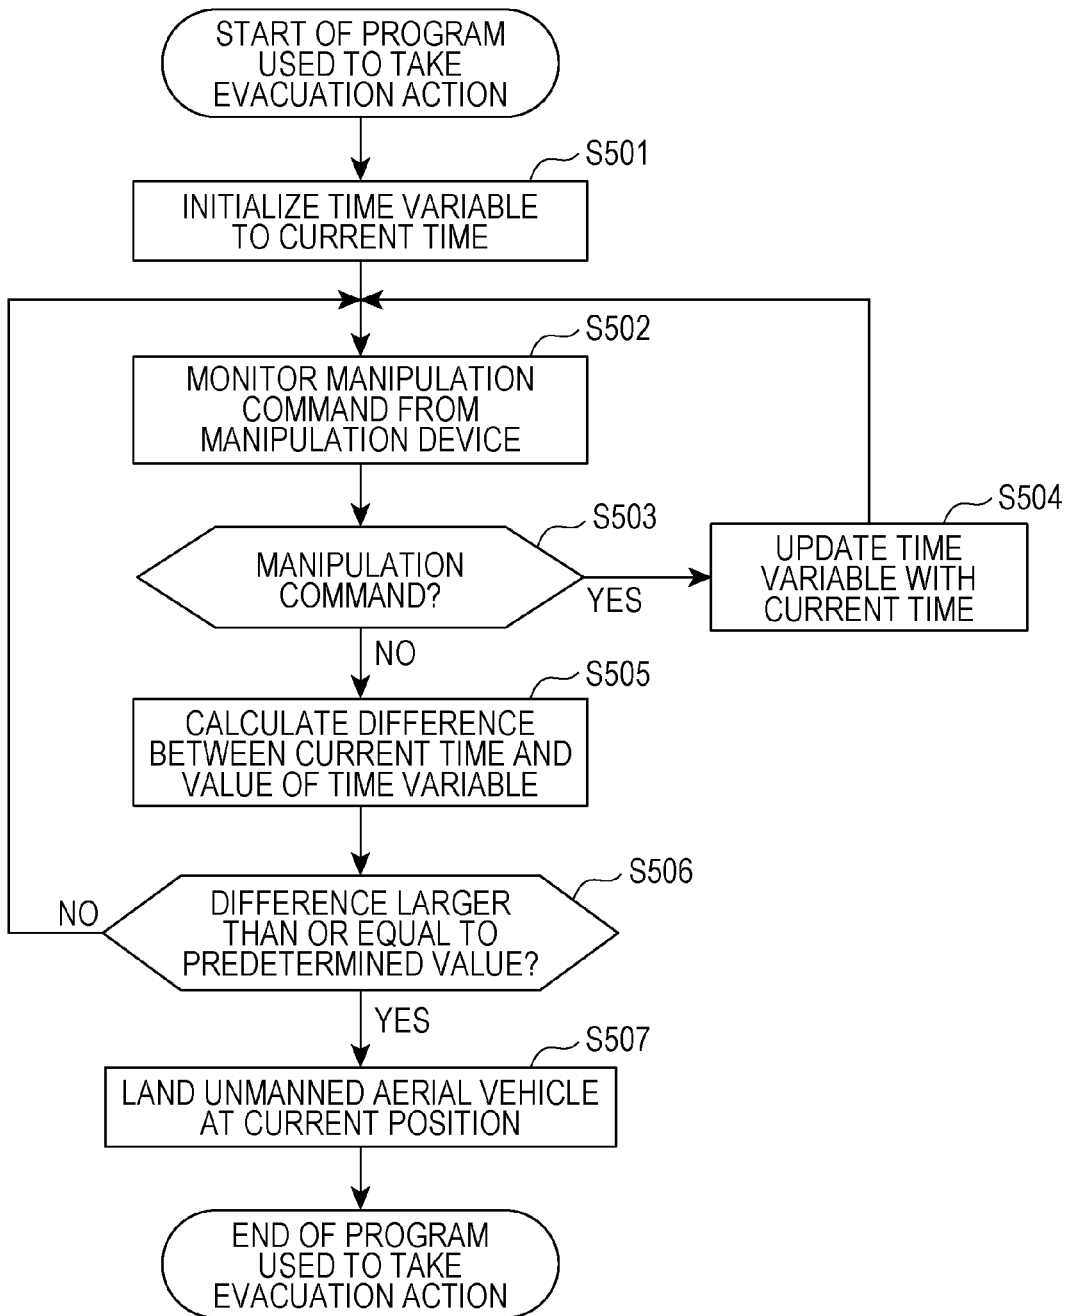 START OF PROGRAM
USED TO TAKE
EVACUATION ACTION
S501
INITIALIZE TIME VARIABLE
TO CURRENT TIME
S502
MONITOR MANIPULATION
COMMAND FROM
MANIPULATION DEVICE
S503
MANIPULATION
COMMAND?
YES
S504
UPDATE TIME
VARIABLE WITH
CURRENT TIME
NO
S505
CALCULATE DIFFERENCE
BETWEEN CURRENT TIME AND
VALUE OF TIME VARIABLE
S506
DIFFERENCE LARGER
THAN OR EQUAL TO
PREDETERMINED VALUE?
NO
YES
S507
LAND UNMANNED AERIAL VEHICLE
AT CURRENT POSITION
END OF PROGRAM
USED TO TAKE
EVACUATION ACTION